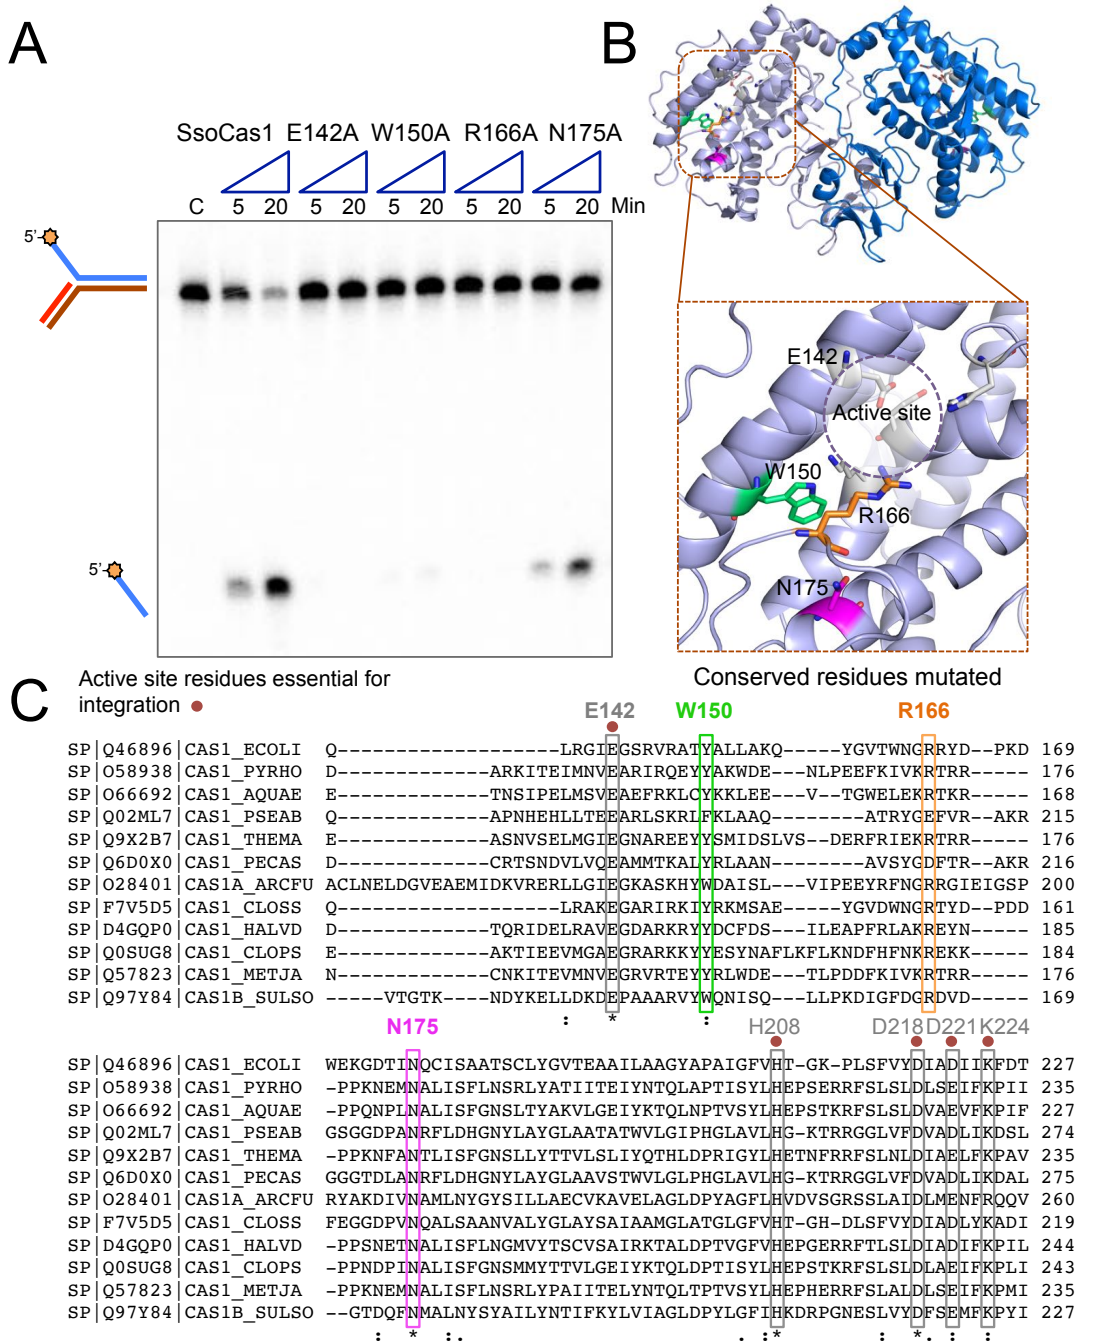 A
B
SsoCas1 E142A W150A R166A N175A
C 5 20 5 20 5 20 5 20 5 20 Min
5'
5'
E142
Active site
W150
R166
N175
C
Active site residues essential for
integration
Conserved residues mutated
E142 W150 R166
SP|Q46896|CAS1_ECOLI Q-------------------LRGIEGSRVRATYALLAKQ-----YGVTWNGRRYD--PKD 169
SP|O58938|CAS1_PYRHO D-------------ARKITEIMNVEARIRQEYYAKWDE---NLPEEFKIVKRTRR----- 176
SP|O66692|CAS1_AQUAE E-------------TNSIPELMSVEAEFRKLCYKKLEE---V--TGWELEKRTKR----- 168
SP|Q02ML7|CAS1_PSEAB Q-------------APNHEHLLTEEARLSKRLFKLAAQ--------ATRYGEFVR--AKR 215
SP|Q9X2B7|CAS1_THEMA E-------------ASNVSELMGIEGNAREEYYSMIDSLVS--DERFRIEKRTRR----- 176
SP|Q6D0X0|CAS1_PECAS D-------------CRTSNDVLVQEAMMTKALYRLAAN--------AVSYGDFTR--AKR 216
SP|O28401|CAS1A_ARCFU ACLNELDGVEAEMIDKVRERLLGIEGKASKHYWDAISL---VIPEEYRFNGRRGIEIGSP 200
SP|F7V5D5|CAS1_CLOSS Q-------------------LRAKEGAIRKIYRKMSAE-----YGVDWNGRTYD--PDD 161
SP|D4GQP0|CAS1_HALVD D-------------TQRIDELRAVEGDARKRYYDCFDS---ILEAPFRLAKREYN----- 185
SP|Q0SUG8|CAS1_CLOPS E-------------AKTIEEVMGAEGRARKKYYESYNAFLKFLKNDFHFNKREKK----- 184
SP|Q57823|CAS1_METJA N-------------CNKITEVMNVEGRVRTEYYRLWDE---TLPDDFKIVKRTRR----- 176
SP|Q97Y84|CAS1B_SULSO -----VTGTK----NDYKELLDKDEPAAARVYWQNISQ---LLPKDIGFDGRDVD----- 169
: * :
N175 H208 D218 D221 K224
SP|Q46896|CAS1_ECOLI WEKGDTINQCISAATSCLYGVTEAAILAAGYAPAIGFVHT-GK-PLSFVYDIADIIKFDT 227
SP|O58938|CAS1_PYRHO -PPKNEMNALISFLNSRLYATIITEIYNTQLAPTISYLHEPSERRFSLSLDLSEIFKPII 235
SP|O66692|CAS1_AQUAE -PPQNPLNALISFGNSLTYAKVLGEIYKTQLNPTVSYLHEPSTKRFSLSLDVAEVFKPIF 227
SP|Q02ML7|CAS1_PSEAB GSGGDPANRFLDHGNYLAYGLAATATWVLGIPHGLAVLHG-KTRRGGLVFDVADLIKDSL 274
SP|Q9X2B7|CAS1_THEMA -PPKNFANTLISFGNSLLYTTVLSLIYQTHLDPRIGYLHETNFRRFSLNLDIAELFKPAV 235
SP|Q6D0X0|CAS1_PECAS GGGTDLANRFLDHGNYLAYGLAAVSTWVLGLPHGLAVLHG-KTRRGGLVFDVADLIKDAL 275
SP|O28401|CAS1A_ARCFU RYAKDIVNAMLNYGYSILLAECVKAVELAGLDPYAGFLHVDVSGRSSLAIDLMENFRQQV 260
SP|F7V5D5|CAS1_CLOSS FEGGDPVNQALSAANVALYGLAYSAIAAMGLATGLGFVHT-GH-DLSFVYDIADLYKADI 219
SP|D4GQP0|CAS1_HALVD -PPSNETNALISFLNGMVYTSCVSAIRKTALDPTVGFVHEPGERRFTLSLDIADIFKPIL 244
SP|Q0SUG8|CAS1_CLOPS -PPNDPINALISFGNSMMYTTVLGEIYKTQLNPTVSYLHEPSTKRFSLSLDLAEIFKPLI 243
SP|Q57823|CAS1_METJA -PPKNEMNALISFLNSRLYPAIITELYNTQLTPTVSYLHEPHERRFSLALDLSEIFKPMI 235
SP|Q97Y84|CAS1B_SULSO --GTDQFNMALNYSYAILYNTIFKYLVIAGLDPYLGFIHKDRPGNESLVYDFSEMFKPYI 227
: * :. . :* : *. : :